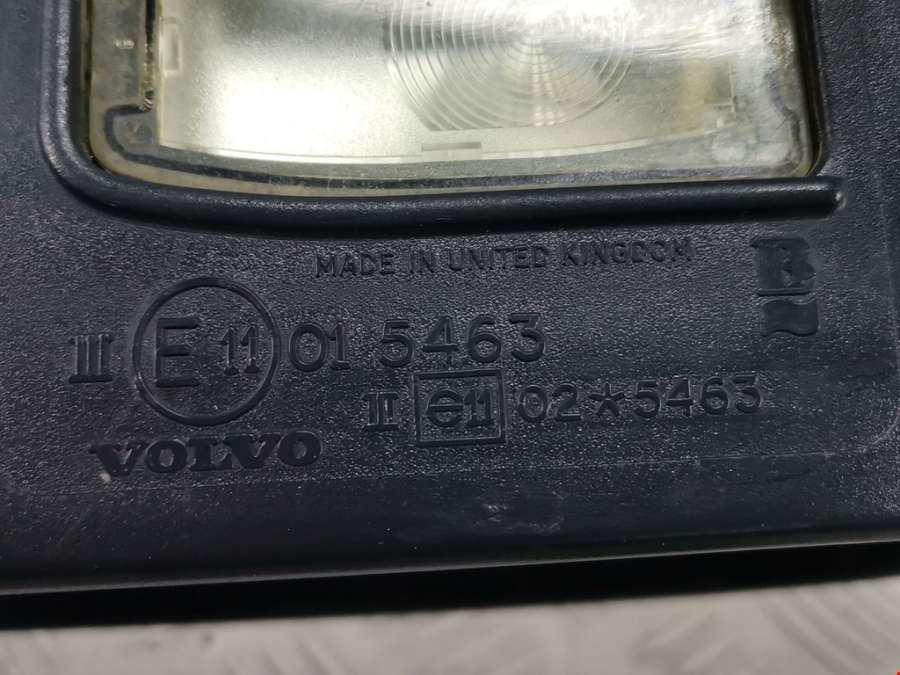 MADE IN UNITED KINGDOM
III E 11 01 5463
II e11 02*5463
VOLVO